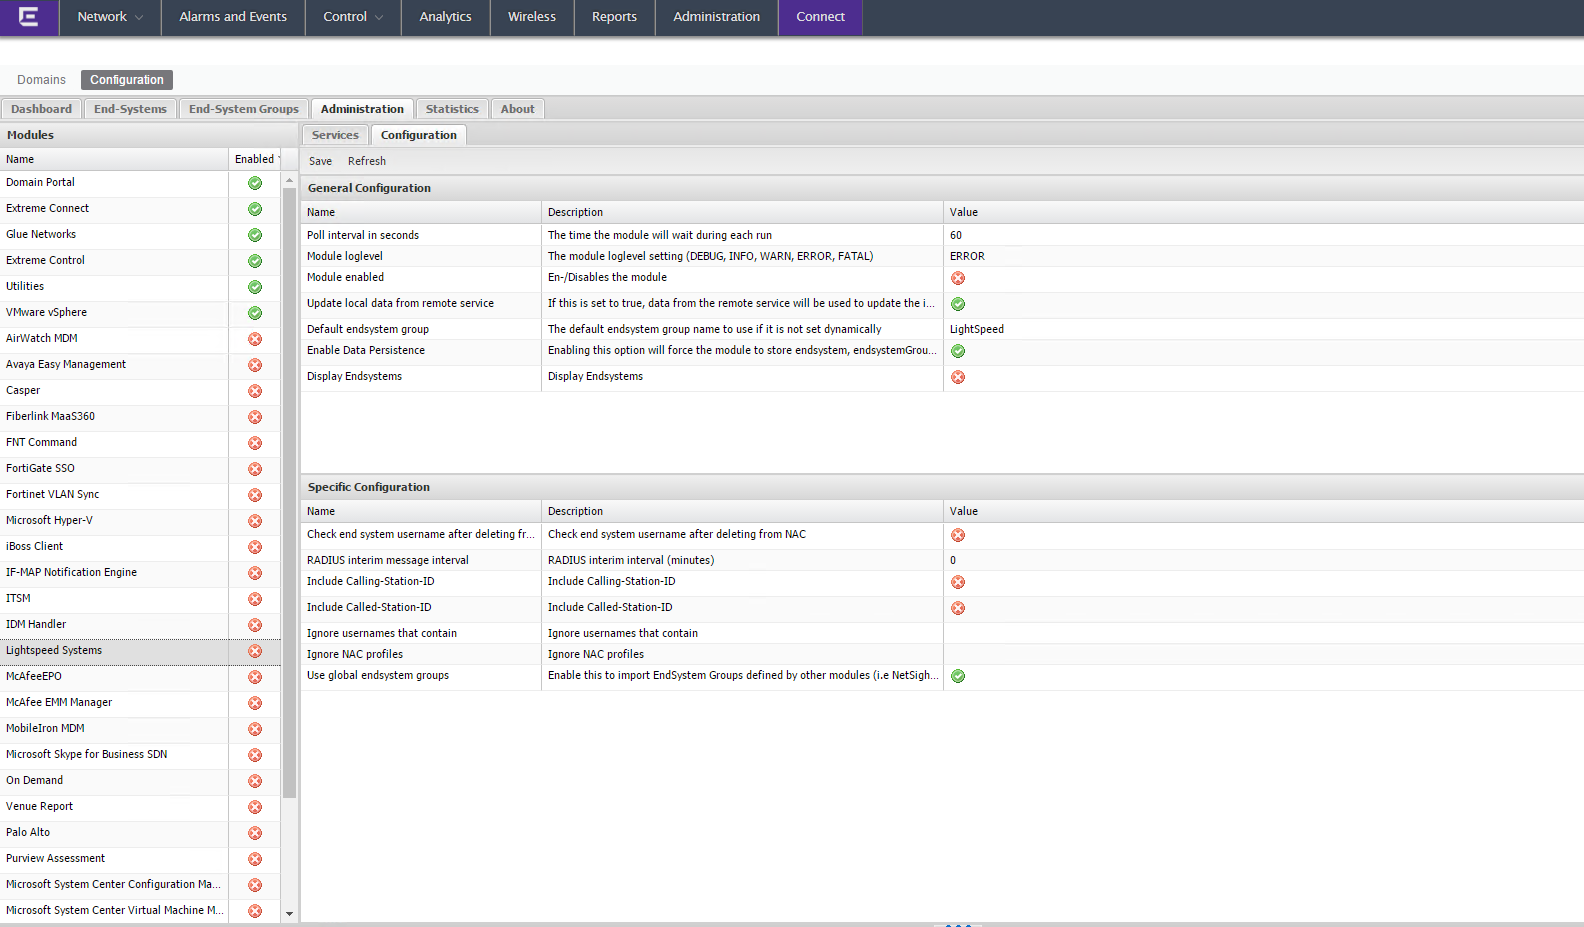 Network Alarms and Events Control Analytics Wireless Reports Administration Connect
Domains Configuration
Dashboard End-Systems End-System Groups Administration Statistics About
Modules
Name Enabled
Domain Portal
Extreme Connect
Glue Networks
Extreme Control
Utilities
VMware vSphere
AirWatch MDM
Avaya Easy Management
Casper
Fiberlink MaaS360
FNT Command
FortiGate SSO
Fortinet VLAN Sync
Microsoft Hyper-V
iBoss Client
IF-MAP Notification Engine
ITSM
IDM Handler
Lightspeed Systems
McAfeeEPO
McAfee EMM Manager
MobileIron MDM
Microsoft Skype for Business SDN
On Demand
Venue Report
Palo Alto
Purview Assessment
Microsoft System Center Configuration Ma...
Microsoft System Center Virtual Machine M...
Services Configuration
Save Refresh
General Configuration
Name Description Value
Poll interval in seconds The time the module will wait during each run 60
Module loglevel The module loglevel setting (DEBUG, INFO, WARN, ERROR, FATAL) ERROR
Module enabled En-/Disables the module
Update local data from remote service If this is set to true, data from the remote service will be used to update the i...
Default endsystem group The default endsystem group name to use if it is not set dynamically LightSpeed
Enable Data Persistence Enabling this option will force the module to store endsystem, endsystemGrou...
Display Endsystems Display Endsystems
Specific Configuration
Name Description Value
Check end system username after deleting fr... Check end system username after deleting from NAC
RADIUS interim message interval RADIUS interim interval (minutes) 0
Include Calling-Station-ID Include Calling-Station-ID
Include Called-Station-ID Include Called-Station-ID
Ignore usernames that contain Ignore usernames that contain
Ignore NAC profiles Ignore NAC profiles
Use global endsystem groups Enable this to import EndSystem Groups defined by other modules (i.e NetSigh...